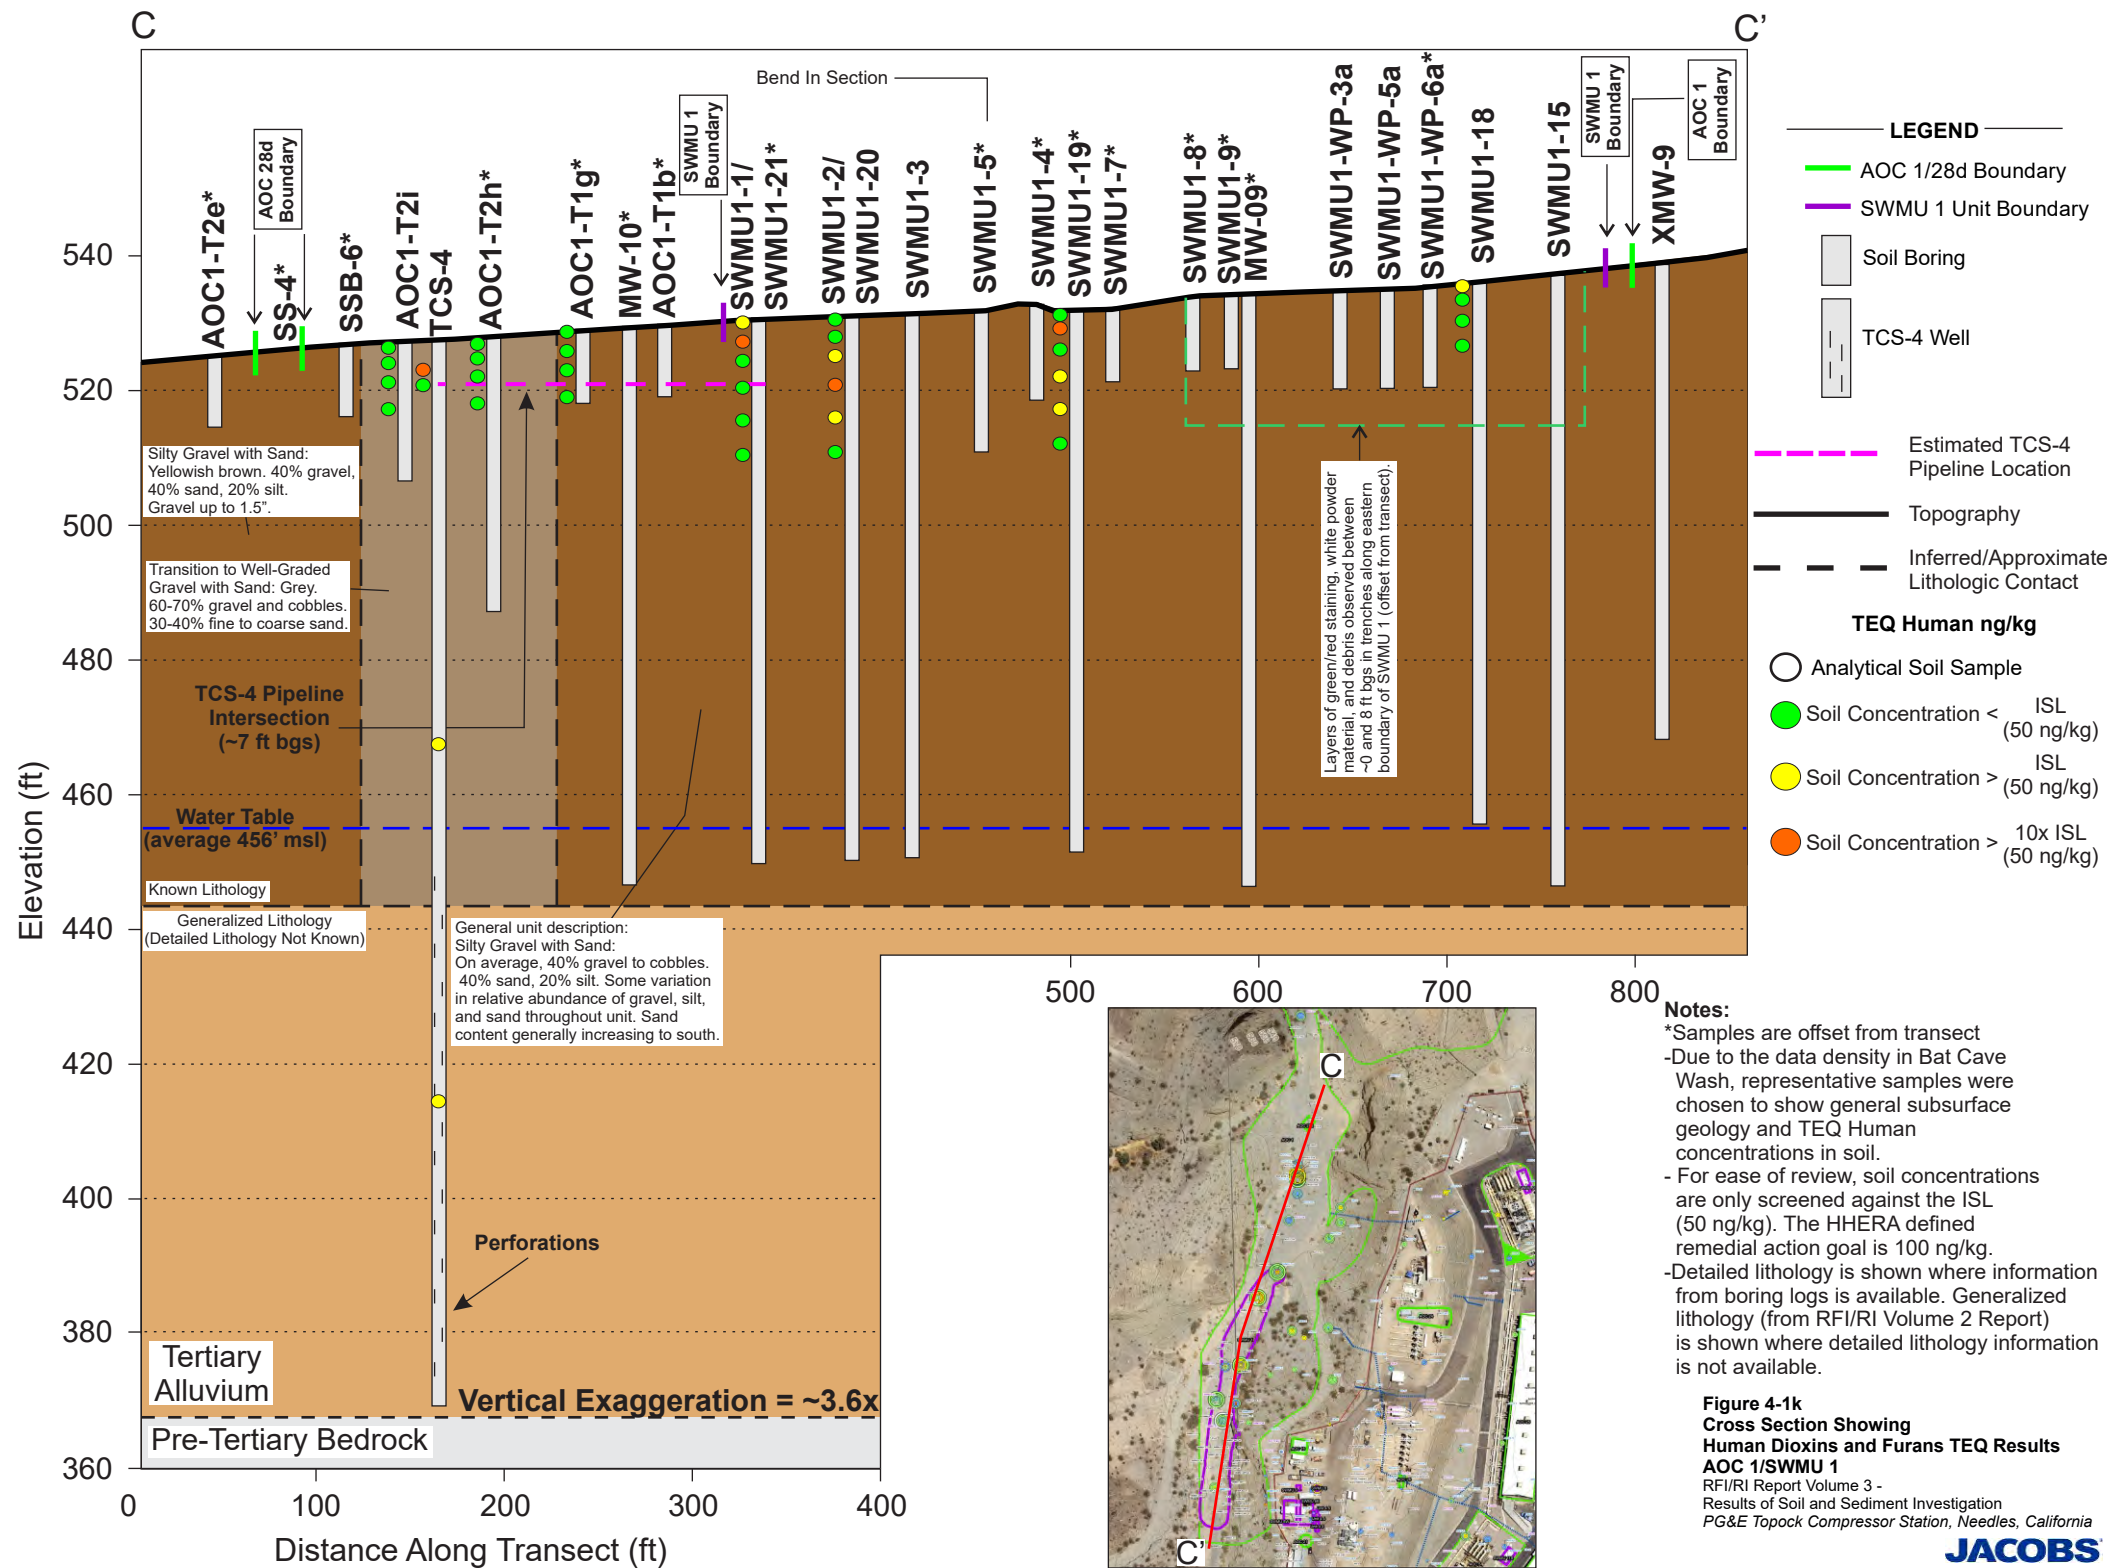 C
C'
Bend In Section
AOC1-T2e*
AOC 28d
Boundary
SS-4*
SSB-6*
AOC1-T2i
TCS-4
AOC1-T2h*
AOC1-T1g*
MW-10*
AOC1-T1b*
SWMU 1
Boundary
SWMU1-1/
SWMU1-21*
SWMU1-2/
SWMU1-20
SWMU1-3
SWMU1-5*
SWMU1-4*
SWMU1-19*
SWMU1-7*
SWMU1-8*
SWMU1-9*
MW-09*
SWMU1-WP-3a
SWMU1-WP-5a
SWMU1-WP-6a*
SWMU1-18
SWMU1-15
SWMU 1
Boundary
XMW-9
AOC 1
Boundary
540
520
500
480
460
440
420
400
380
360
Elevation (ft)
Silty Gravel with Sand:
Yellowish brown. 40% gravel,
40% sand, 20% silt.
Gravel up to 1.5”.
Transition to Well-Graded
Gravel with Sand: Grey.
60-70% gravel and cobbles.
30-40% fine to coarse sand.
TCS-4 Pipeline
Intersection
(~7 ft bgs)
Water Table
(average 456’ msl)
Known Lithology
Generalized Lithology
(Detailed Lithology Not Known)
General unit description:
Silty Gravel with Sand:
On average, 40% gravel to cobbles.
40% sand, 20% silt. Some variation
in relative abundance of gravel, silt,
and sand throughout unit. Sand
content generally increasing to south.
Layers of green/red staining, white powder
material, and debris observed between
~0 and 8 ft bgs in trenches along eastern
boundary of SWMU 1 (offset from transect).
Perforations
Tertiary
Alluvium
Vertical Exaggeration = ~3.6x
Pre-Tertiary Bedrock
0
100
200
300
400
500
600
700
800
Distance Along Transect (ft)
C
C'
LEGEND
AOC 1/28d Boundary
SWMU 1 Unit Boundary
Soil Boring
TCS-4 Well
Estimated TCS-4
Pipeline Location
Topography
Inferred/Approximate
Lithologic Contact
TEQ Human ng/kg
Analytical Soil Sample
Soil Concentration < ISL
(50 ng/kg)
Soil Concentration > ISL
(50 ng/kg)
Soil Concentration > 10x ISL
(50 ng/kg)
Notes:
*Samples are offset from transect
-Due to the data density in Bat Cave
Wash, representative samples were
chosen to show general subsurface
geology and TEQ Human
concentrations in soil.
- For ease of review, soil concentrations
are only screened against the ISL
(50 ng/kg). The HHERA defined
remedial action goal is 100 ng/kg.
-Detailed lithology is shown where information
from boring logs is available. Generalized
lithology (from RFI/RI Volume 2 Report)
is shown where detailed lithology information
is not available.
Figure 4-1k
Cross Section Showing
Human Dioxins and Furans TEQ Results
AOC 1/SWMU 1
RFI/RI Report Volume 3 -
Results of Soil and Sediment Investigation
PG&E Topock Compressor Station, Needles, California
JACOBS